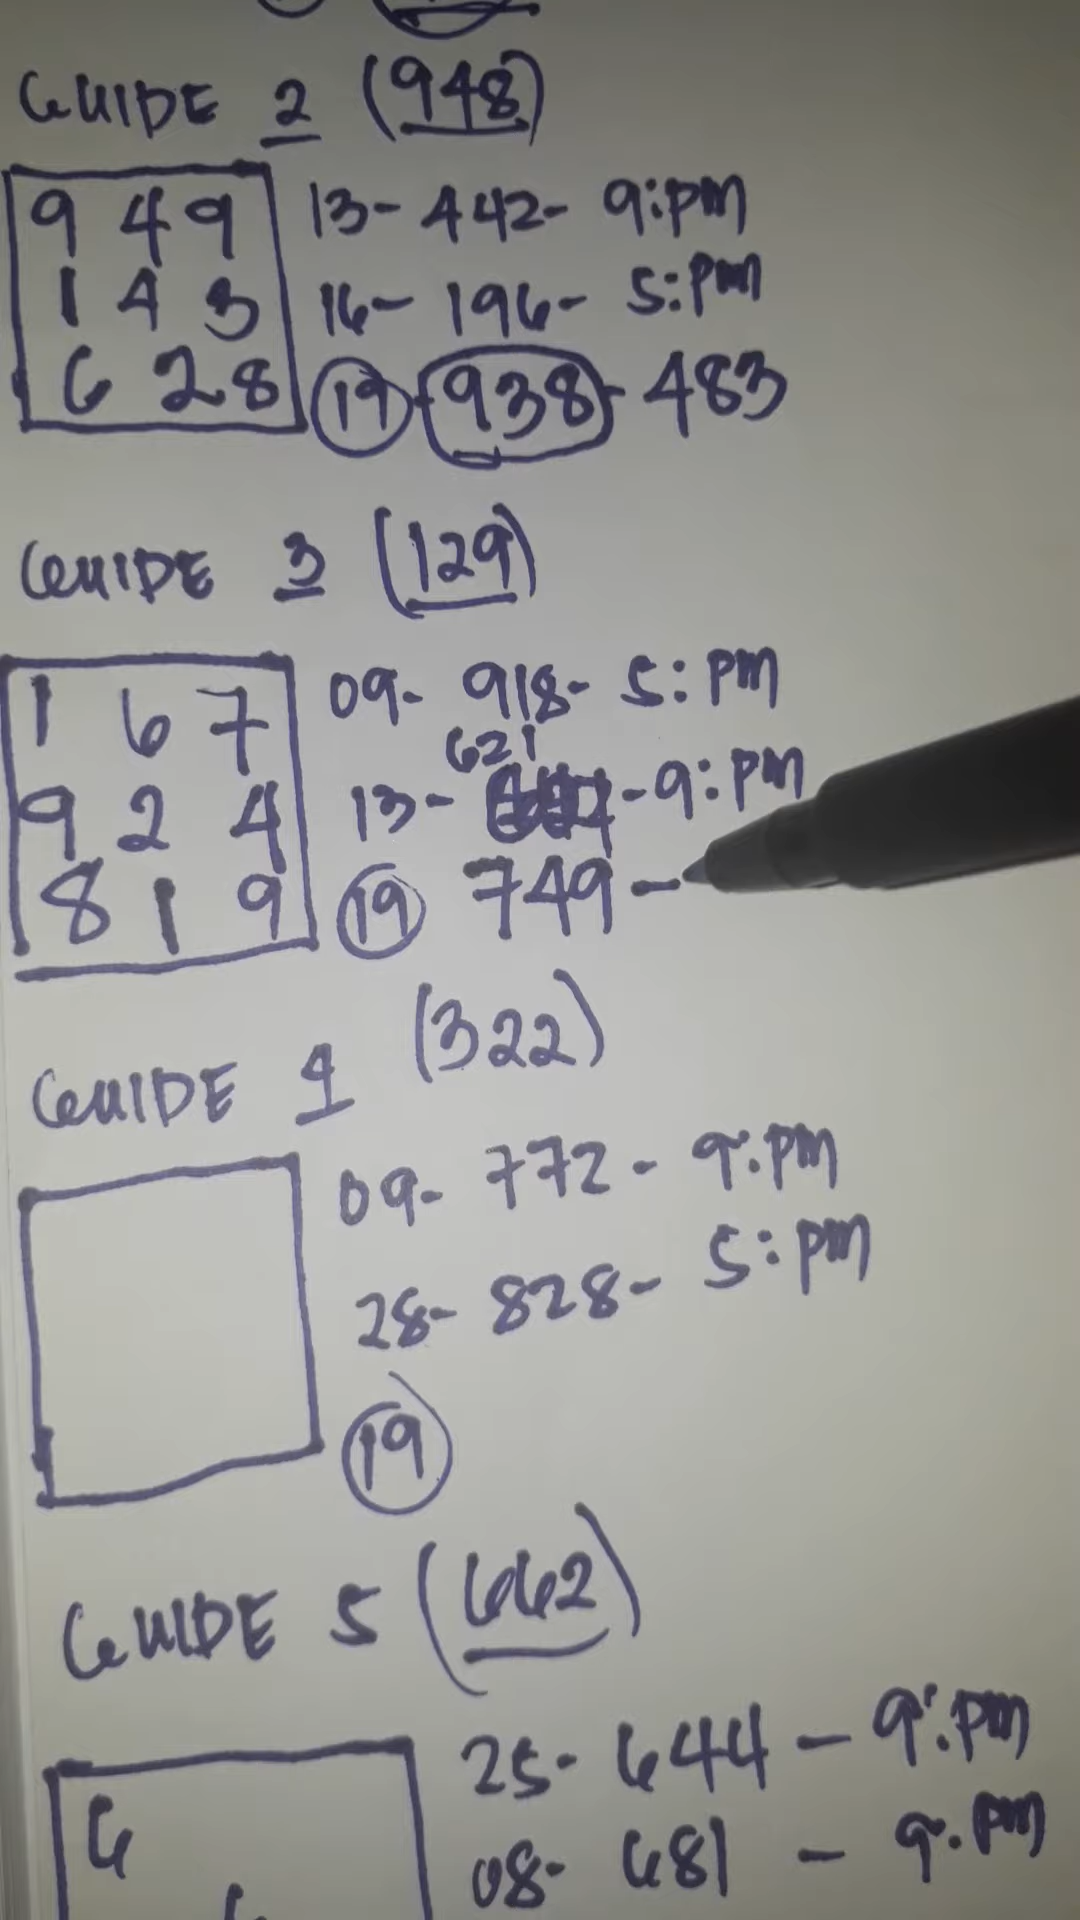 GUIDE 2 (948)
9 4 9
1 4 3
6 2 8
13- 442- 9:pm
16- 196- 5:pm
19-938- 483
GUIDE 3 (129)
1 6 7
9 2 4
8 1 9
09- 918- 5:pm
621
13- -9:pm
19 749 -
GUIDE 4 (322)
09- 772- 9:pm
28- 828- 5:pm
19
GUIDE 5 (662)
6
25- 644 - 9:pm
08- 681 - 9:pm